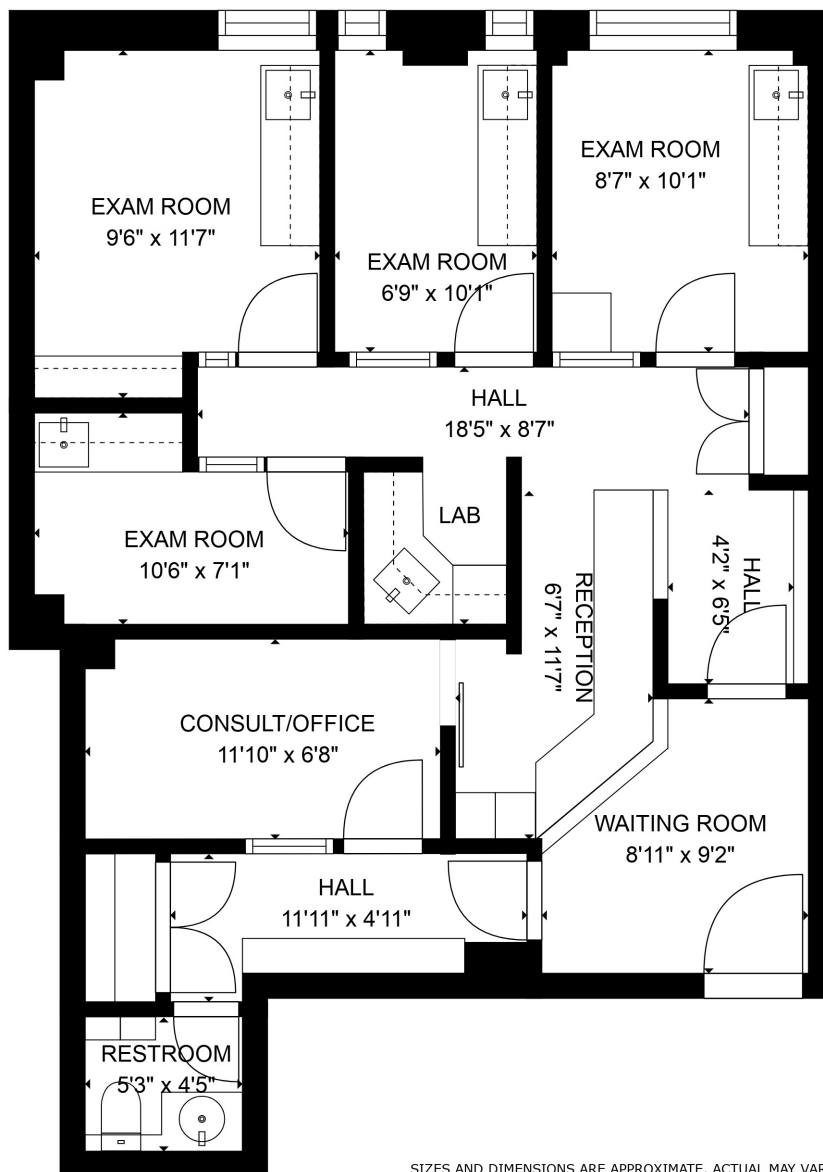 EXAM ROOM
9'6" x 11'7"
EXAM ROOM
6'9" x 10'1"
EXAM ROOM
8'7" x 10'1"
HALL
18'5" x 8'7"
EXAM ROOM
10'6" x 7'1"
LAB
RECEPTION
6'7" x 11'7"
HALL
4'2" x 6'5"
CONSULT/OFFICE
11'10" x 6'8"
WAITING ROOM
8'11" x 9'2"
HALL
11'11" x 4'11"
RESTROOM
5'3" x 4'5"
SIZES AND DIMENSIONS ARE APPROXIMATE, ACTUAL MAY VAR